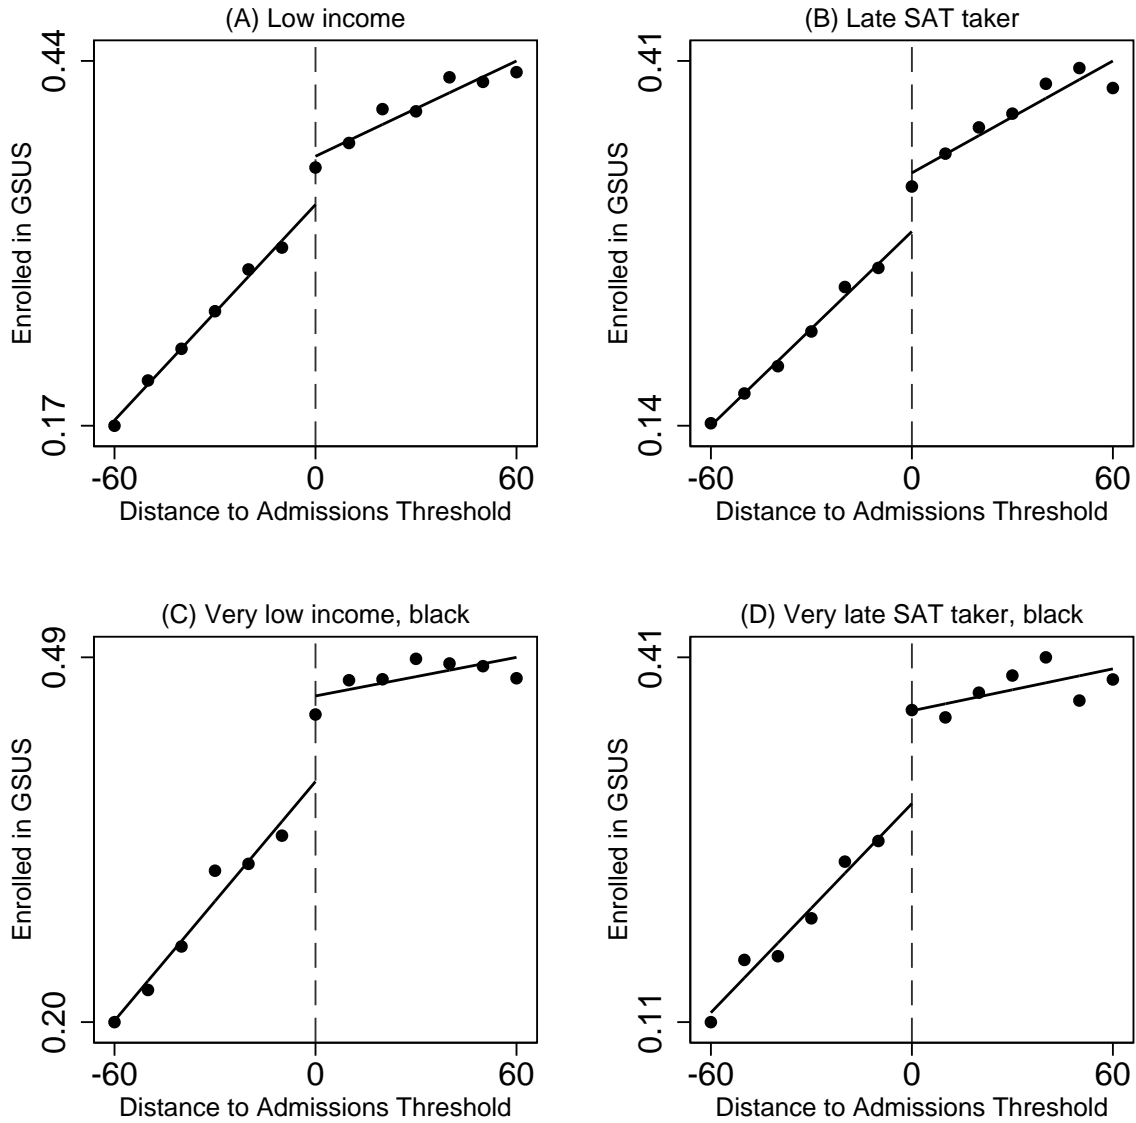 (A) Low income
0.44
0.17
Enrolled in GSUS
-60 0 60
Distance to Admissions Threshold
(B) Late SAT taker
0.41
0.14
Enrolled in GSUS
-60 0 60
Distance to Admissions Threshold
(C) Very low income, black
0.49
0.20
Enrolled in GSUS
-60 0 60
Distance to Admissions Threshold
(D) Very late SAT taker, black
0.41
0.11
Enrolled in GSUS
-60 0 60
Distance to Admissions Threshold